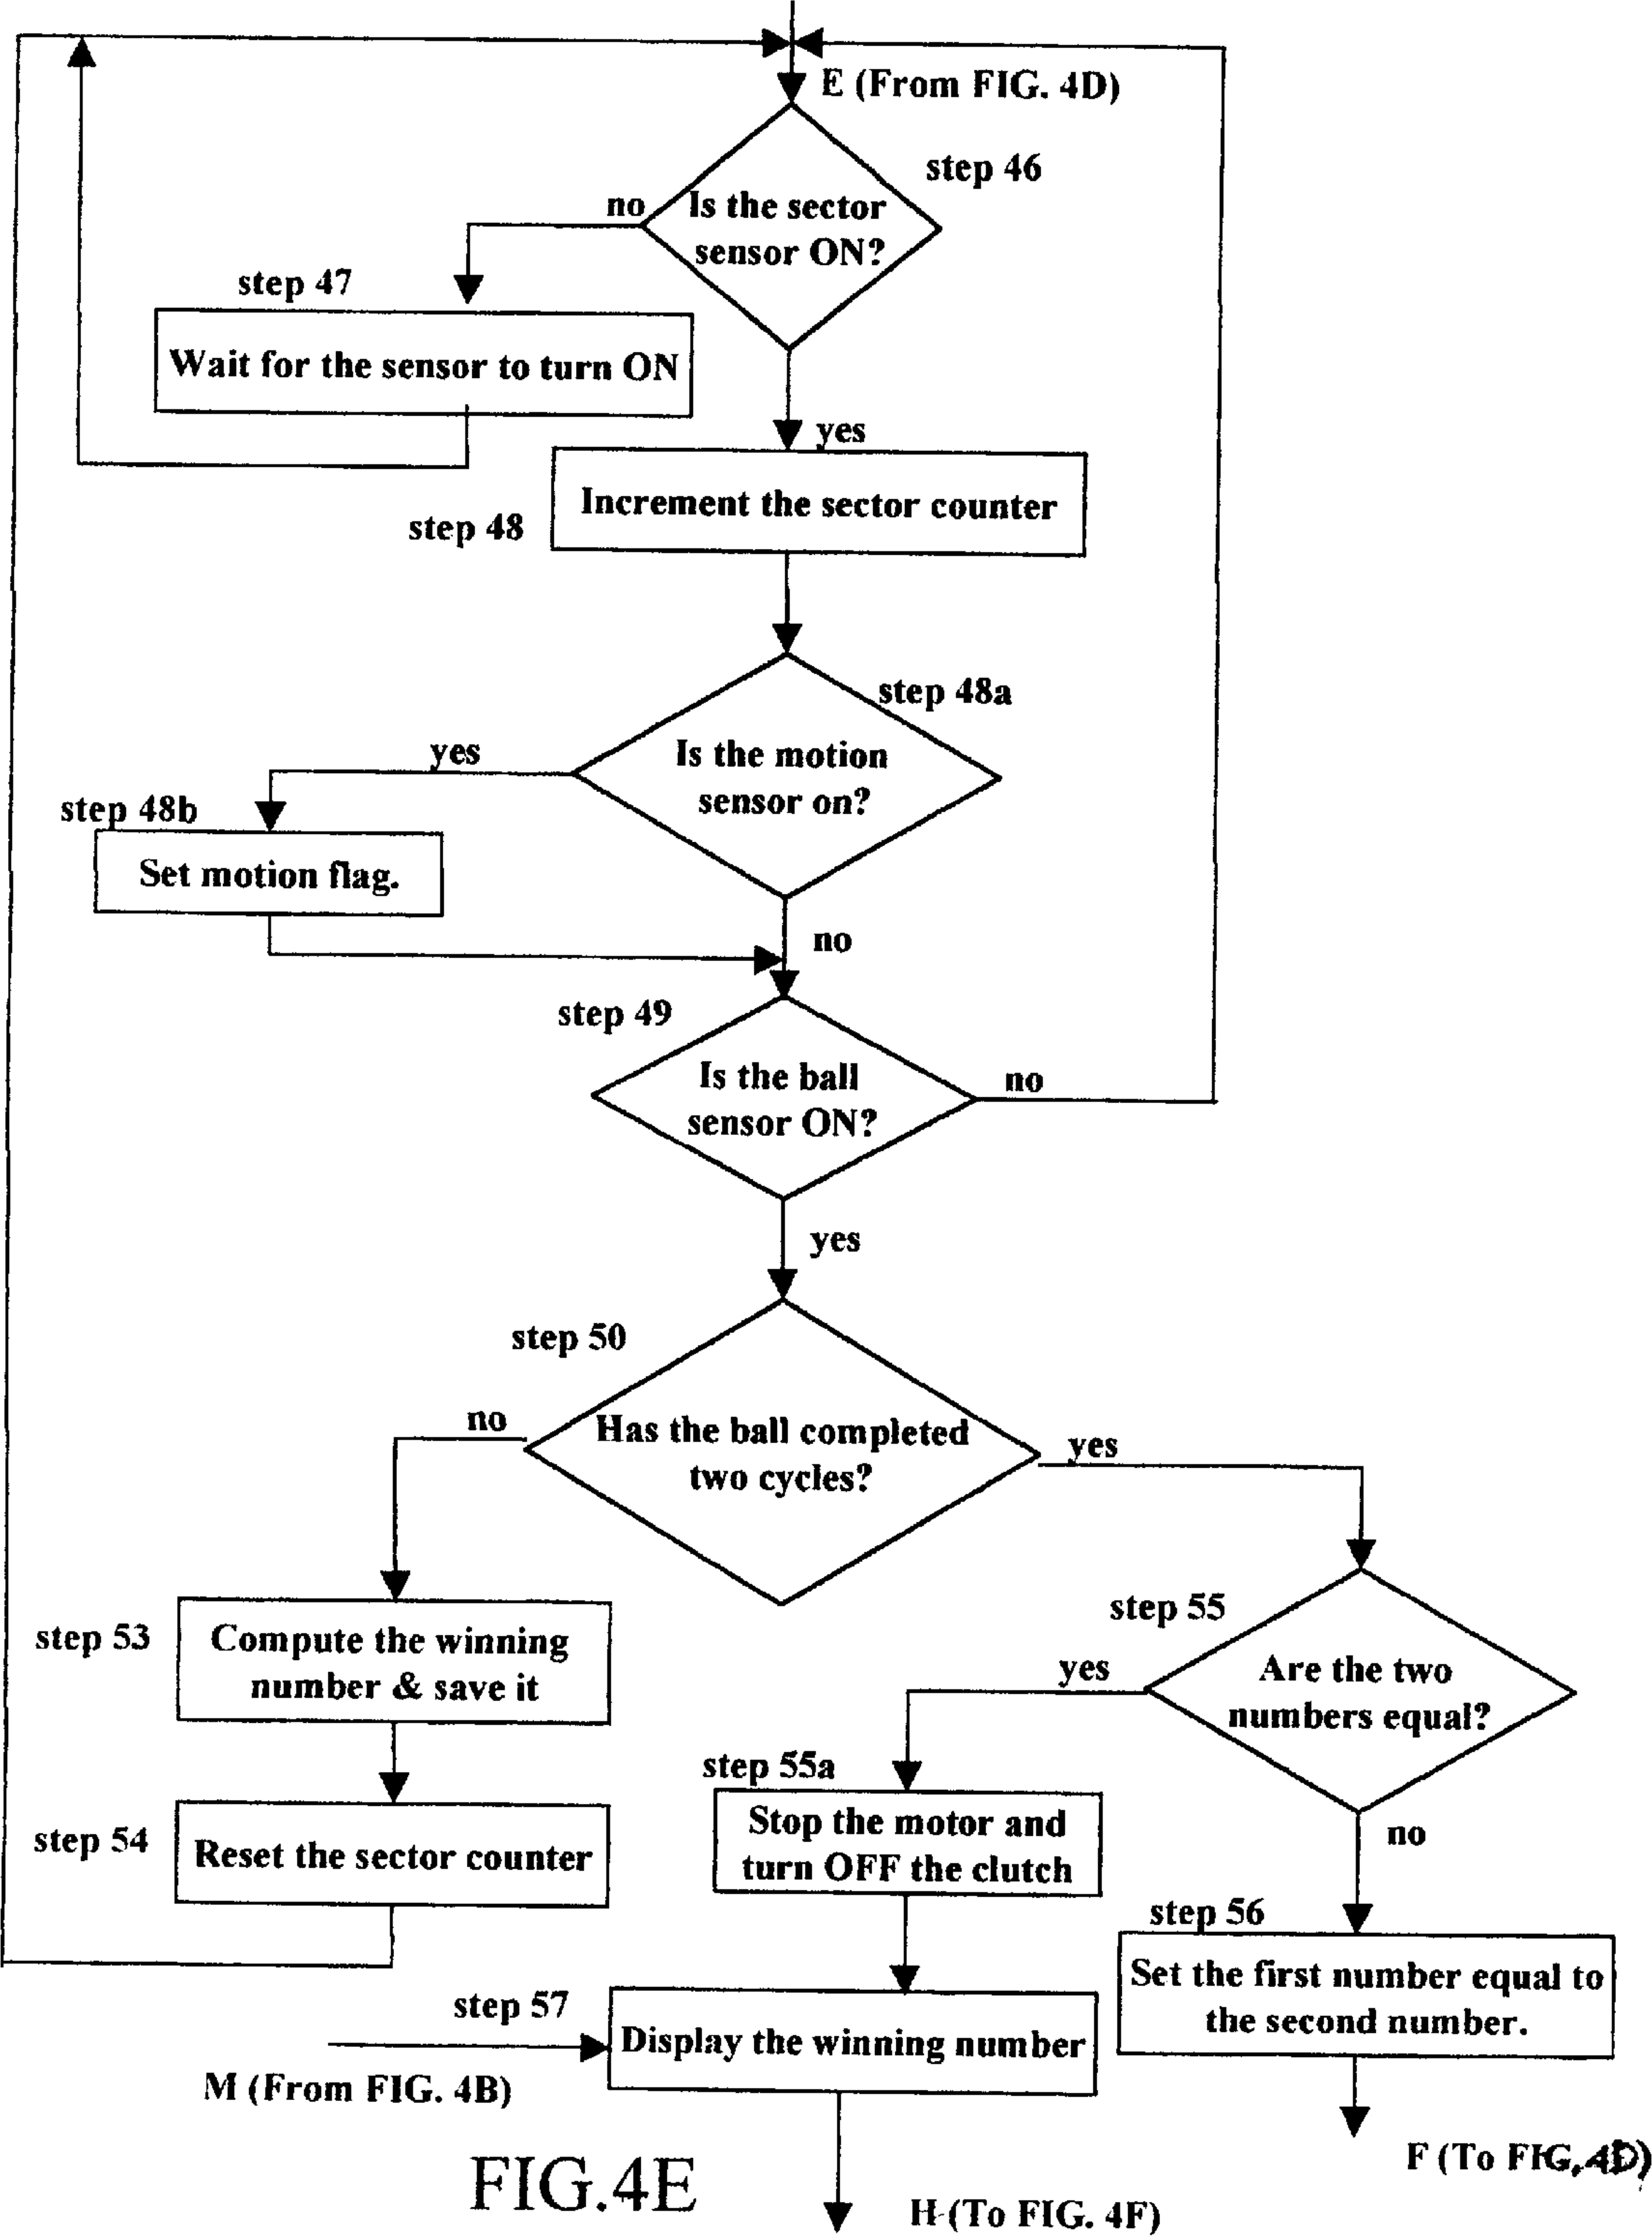 E (From FIG. 4D)
step 46
no
Is the sector
sensor ON?
step 47
Wait for the sensor to turn ON
yes
Increment the sector counter
step 48
step 48a
Is the motion
sensor on?
yes
step 48b
Set motion flag.
no
step 49
Is the ball
sensor ON?
no
yes
step 50
Has the ball completed
two cycles?
no
yes
step 53
Compute the winning
number & save it
step 55
Are the two
numbers equal?
yes
step 55a
Stop the motor and
turn OFF the clutch
no
step 54
Reset the sector counter
step 56
Set the first number equal to
the second number.
step 57
Display the winning number
M (From FIG. 4B)
F (To FIG. 4D)
FIG.4E
H (To FIG. 4F)